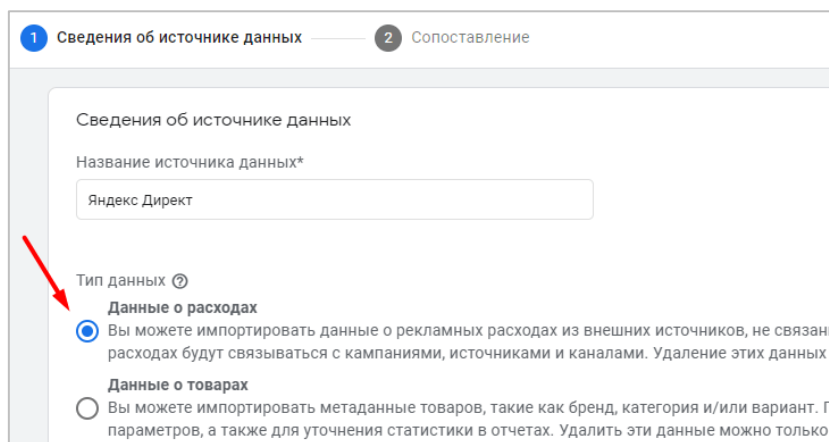 1 Сведения об источнике данных 2 Сопоставление
Сведения об источнике данных
Название источника данных*
Яндекс Директ
Тип данных ?
Данные о расходах
Вы можете импортировать данные о рекламных расходах из внешних источников, не
расходах будут связываться с кампаниями, источниками и каналами. Удаление этих данных
Данные о товарах
Вы можете импортировать метаданные товаров, такие как бренд, категория и/или вариант.
параметров, а также для уточнения статистики в отчетах. Удалить эти данные можно только